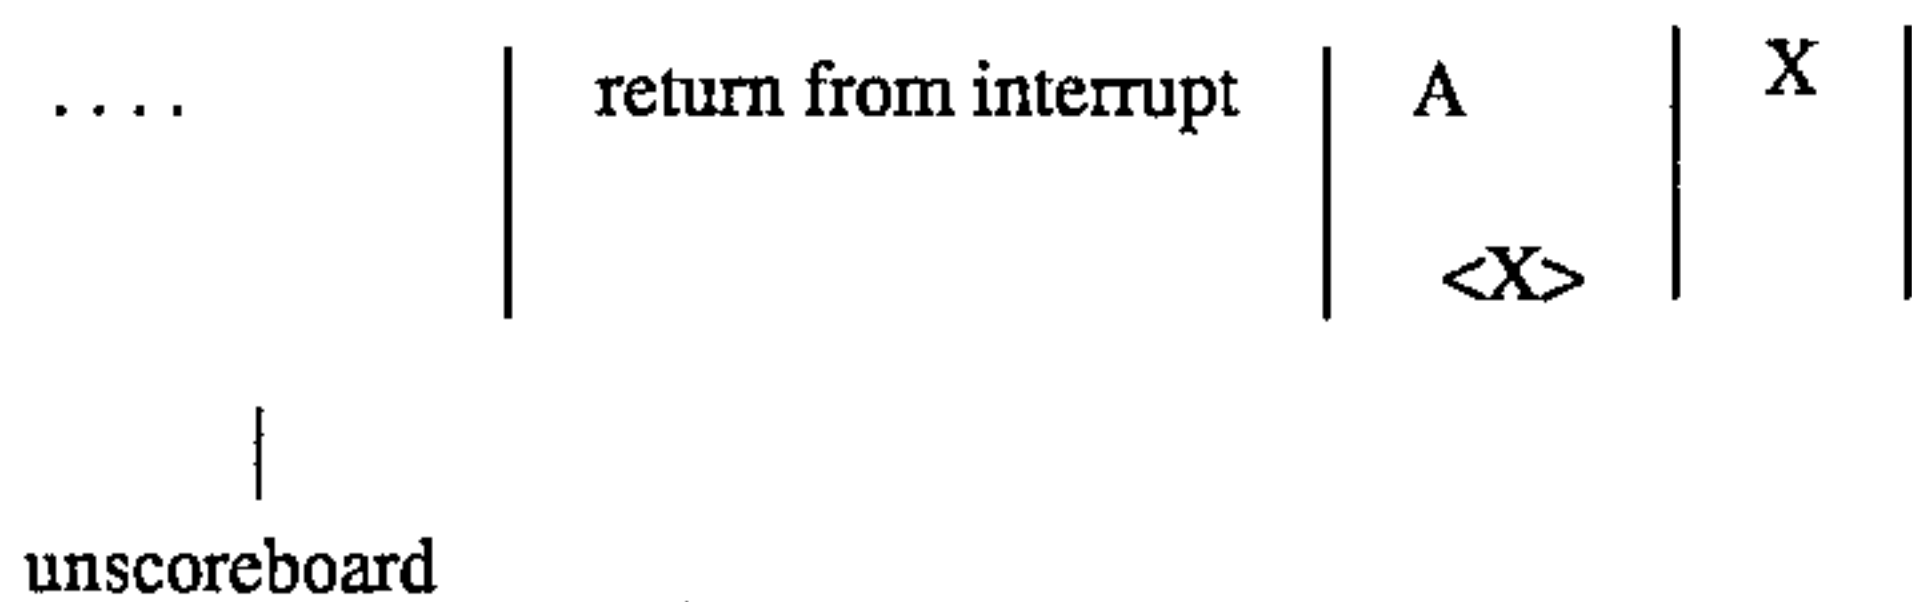 . . . . return from interrupt A X
<X>
unscoreboard